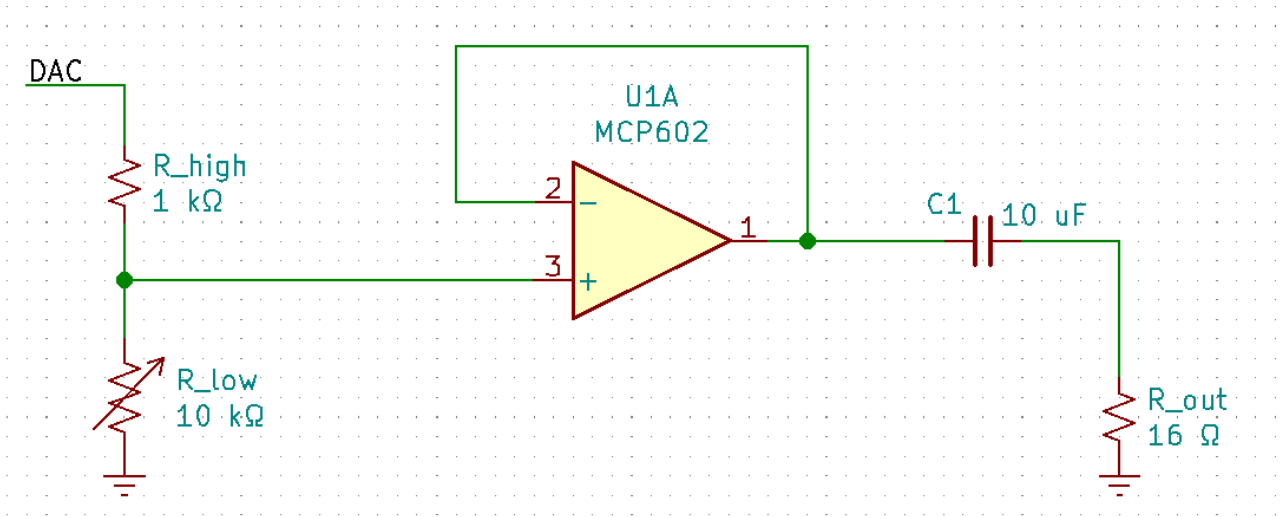 DAC
R_high
1 kΩ
U1A
MCP602
2
−
3
+
1
C1
10 uF
R_low
10 kΩ
R_out
16 Ω